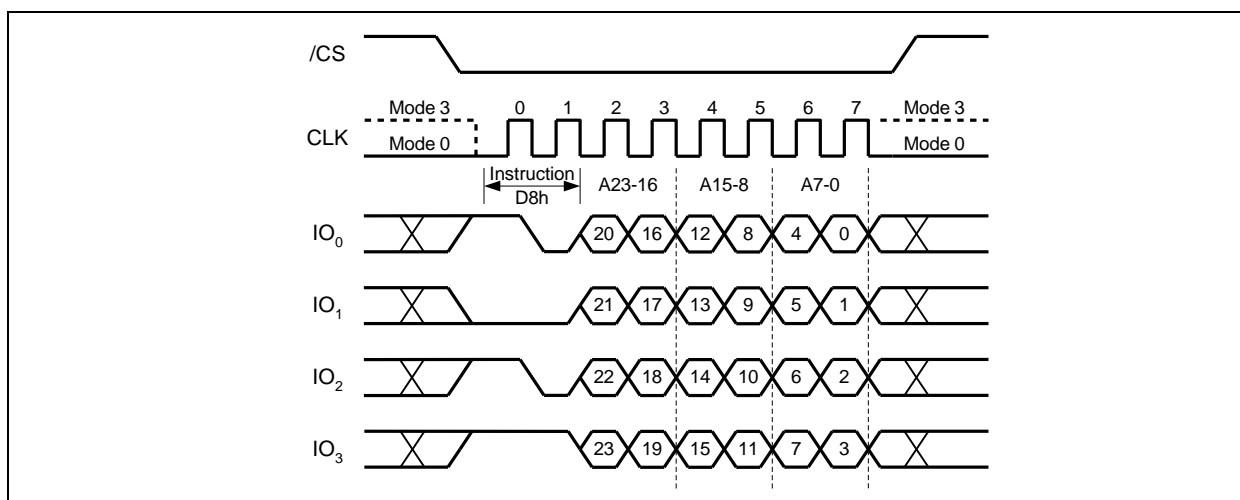 /CS
Mode 3 0 1 2 3 4 5 6 7 Mode 3
CLK Mode 0 Mode 0
Instruction
D8h A23-16 A15-8 A7-0
IO0 20 16 12 8 4 0
IO1 21 17 13 9 5 1
IO2 22 18 14 10 6 2
IO3 23 19 15 11 7 3